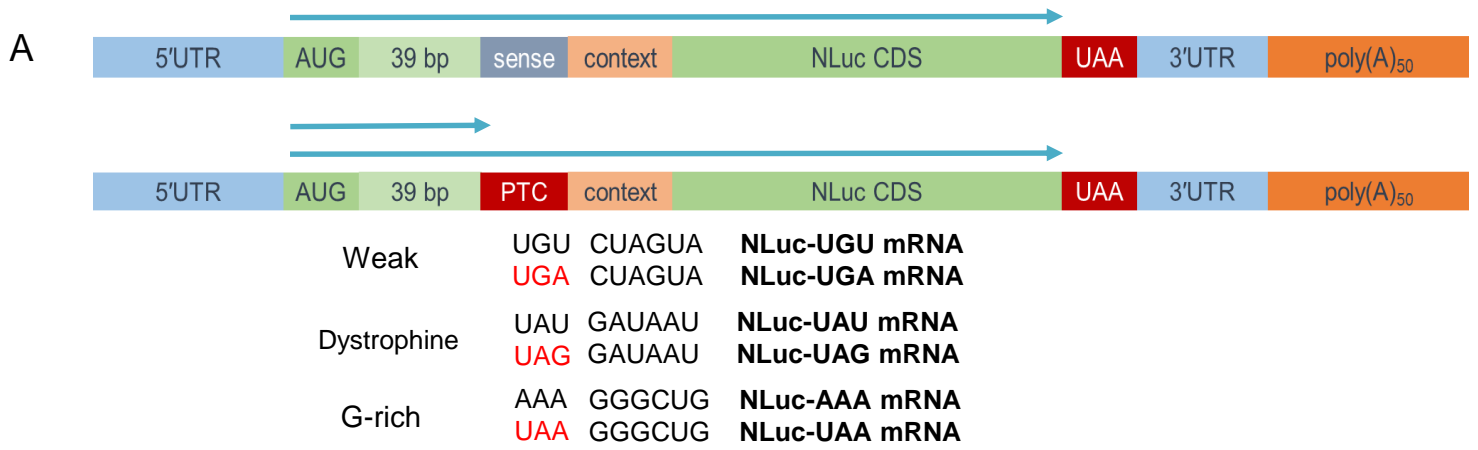 A
5′UTR AUG 39 bp sense context NLuc CDS UAA 3′UTR poly(A)₅₀
5′UTR AUG 39 bp PTC context NLuc CDS UAA 3′UTR poly(A)₅₀
Weak
UGU CUAGUA NLuc-UGU mRNA
UGA CUAGUA NLuc-UGA mRNA
Dystrophine
UAU GAUAAU NLuc-UAU mRNA
UAG GAUAAU NLuc-UAG mRNA
G-rich
AAA GGGCUG NLuc-AAA mRNA
UAA GGGCUG NLuc-UAA mRNA